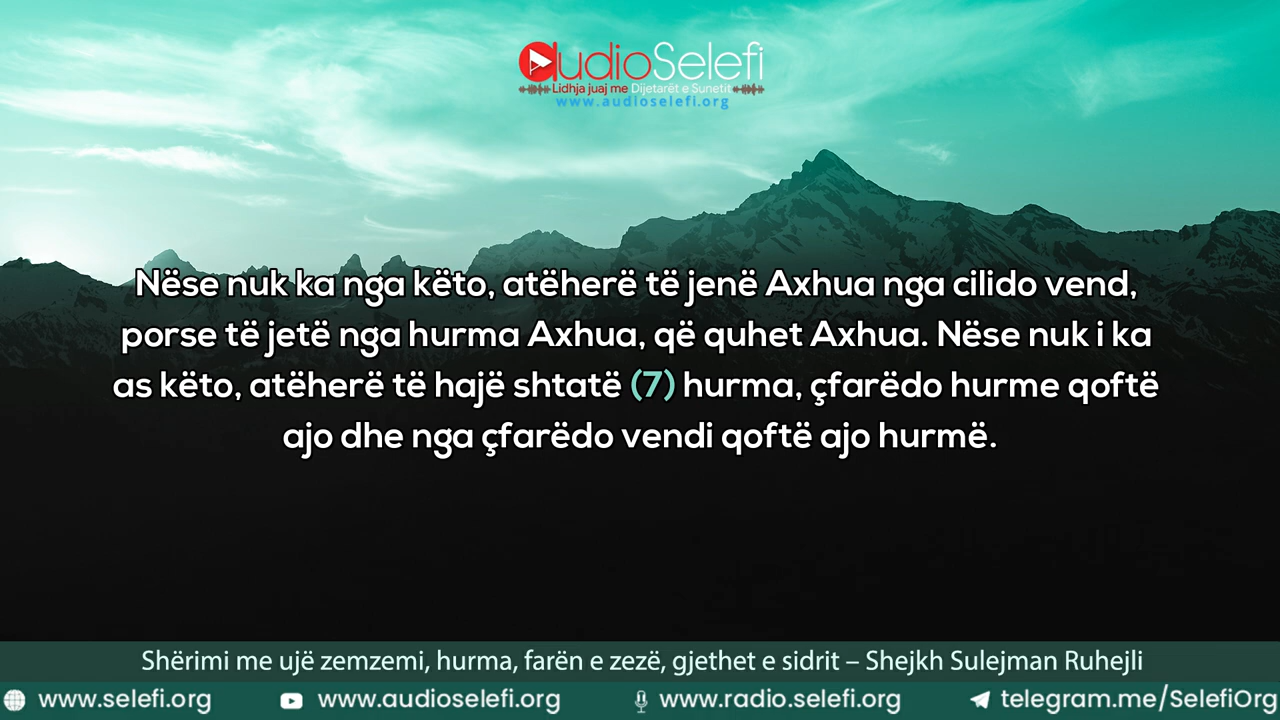 audioSelefi
Lidhja juaj me Dijetarët e Sunetit
www.audioselefi.org
Nëse nuk ka nga këto, atëherë të jenë Axhua nga cilido vend,
porse të jetë nga hurma Axhua, që quhet Axhua. Nëse nuk i ka
as këto, atëherë të hajë shtatë (7) hurma, çfarëdo hurme qoftë
ajo dhe nga çfarëdo vendi qoftë ajo hurmë.
Shërimi me ujë zemzemi, hurma, farën e zezë, gjethet e sidrit – Shejkh Sulejman Ruhejli
www.selefi.org www.audioselefi.org www.radio.selefi.org telegram.me/SelefiOrg